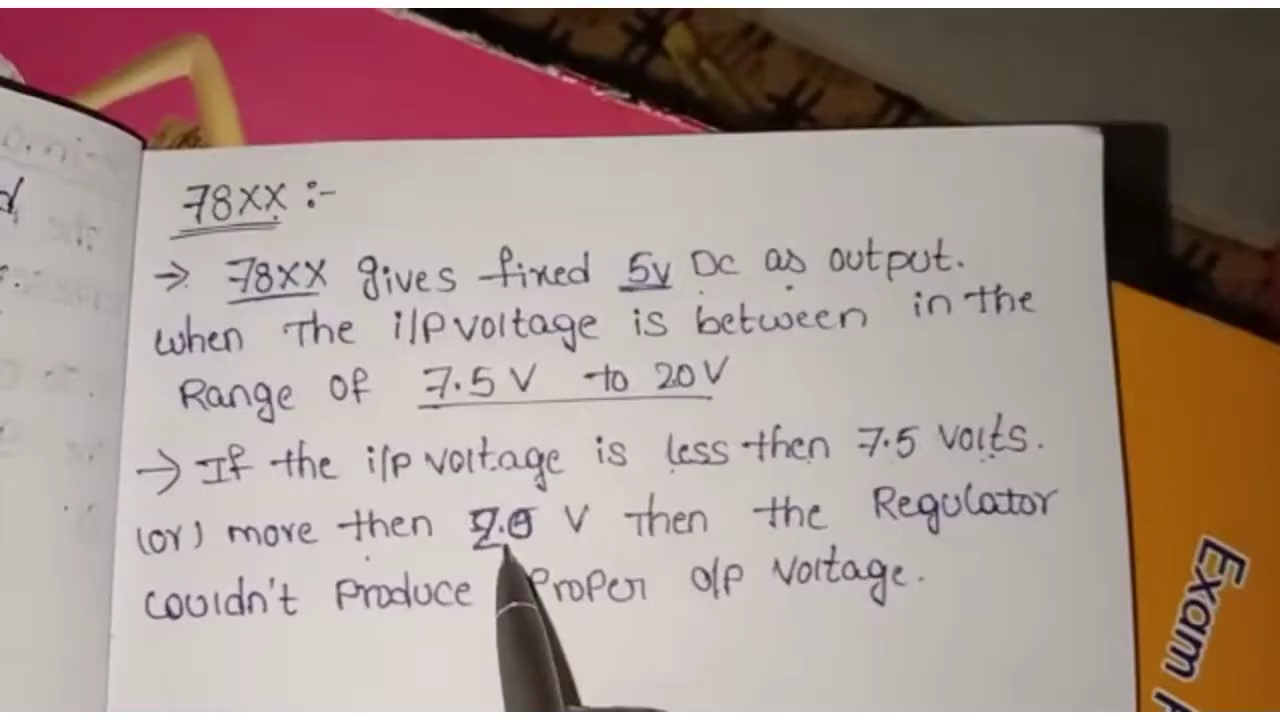 78XX :-
→ 78XX gives fixed 5V DC as output.
when The i/p voltage is between in the
Range of 7.5 V to 20 V
→ If the i/p voltage is less then 7.5 volts.
(or) more then 20 V then the Regulator
couldn't produce proper o/p voltage.
Exam